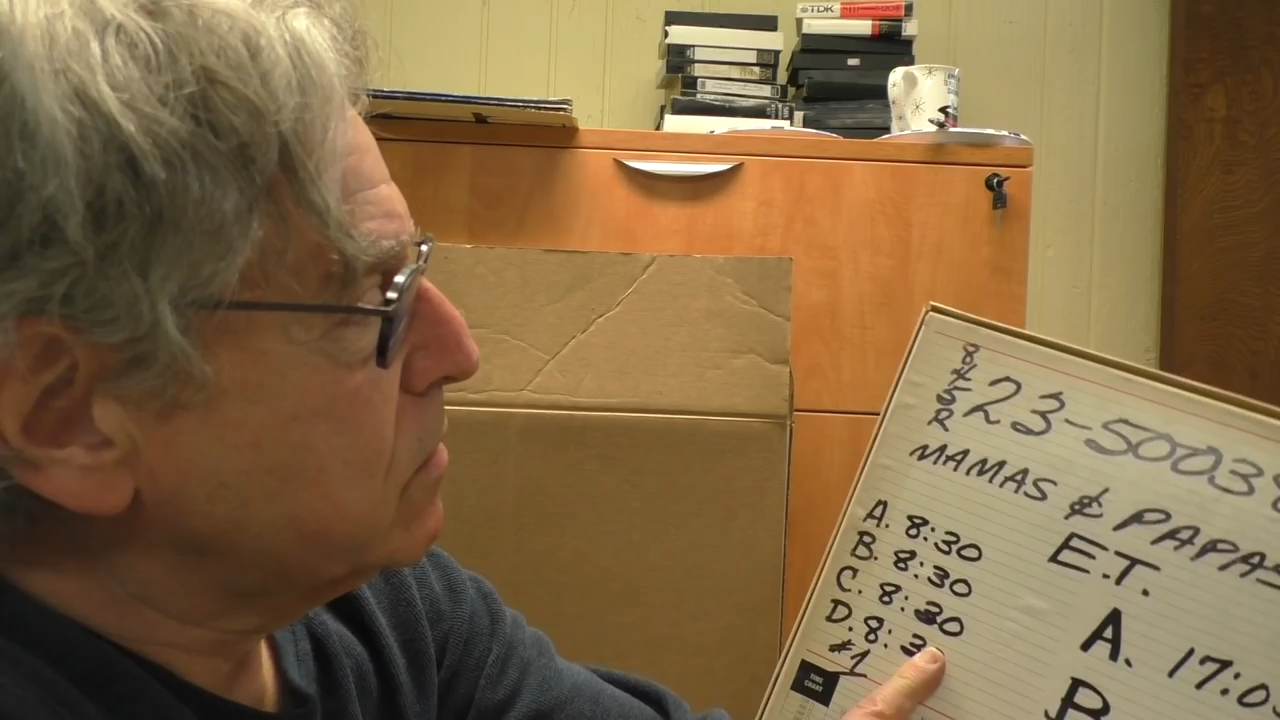 TDK
8 TRK
23-5003
MAMAS & PAPAS
E.T.
A. 8:30
B. 8:30
C. 8:30
D. 8:3
#1
A. 17:0
B
TIME
CHART